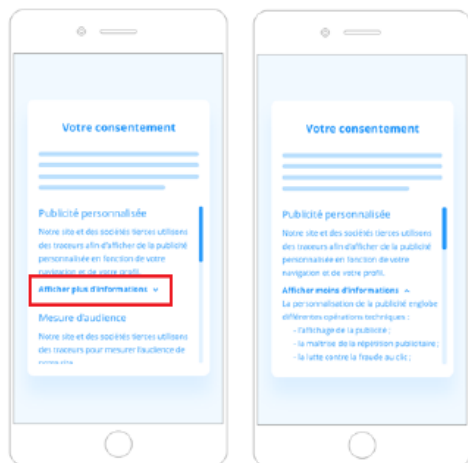 Votre consentement
Publicité personnalisée
Notre site et des sociétés tierces utilisons
des traceurs afin d'afficher de la publicité
personnalisée en fonction de votre
navigation et de votre profil.
Afficher plus d'informations
Mesure d'audience
Notre site et des sociétés tierces utilisons
des traceurs pour mesurer l'audience de
notre site
Votre consentement
Publicité personnalisée
Notre site et des sociétés tierces utilisons
des traceurs afin d'afficher de la publicité
personnalisée en fonction de votre
navigation et de votre profil.
Afficher moins d'informations
La personnalisation de la publicité englobe
différentes opérations techniques :
- l'affichage de la publicité ;
- la maîtrise de la répétition publicitaire ;
- la lutte contre la fraude au clic ;